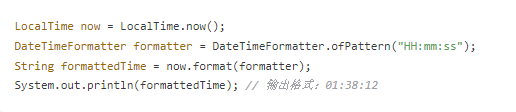 LocalTime now = LocalTime.now();
DateTimeFormatter formatter = DateTimeFormatter.ofPattern("HH:mm:ss");
String formattedTime = now.format(formatter);
System.out.println(formattedTime); // 输出格式：01:38:12